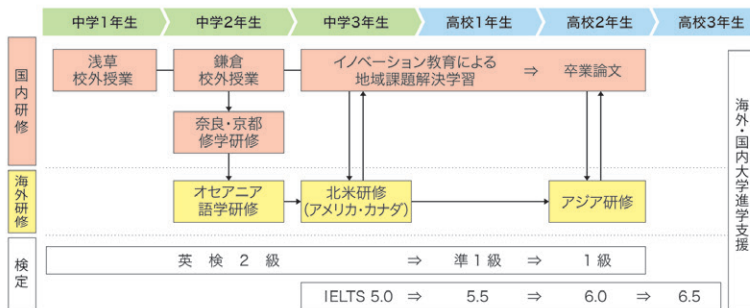 中学1年生 中学2年生 中学3年生 高校1年生 高校2年生 高校3年生
国内研修
浅草
校外授業
鎌倉
校外授業
イノベーション教育による
地域課題解決学習
⇒ 卒業論文
奈良・京都
修学研修
海外研修
オセアニア
語学研修
北米研修
(アメリカ・カナダ)
アジア研修
検定
英検2級 ⇒ 準1級 ⇒ 1級
IELTS 5.0 ⇒ 5.5 ⇒ 6.0 ⇒ 6.5
海外・国内大学進学支援